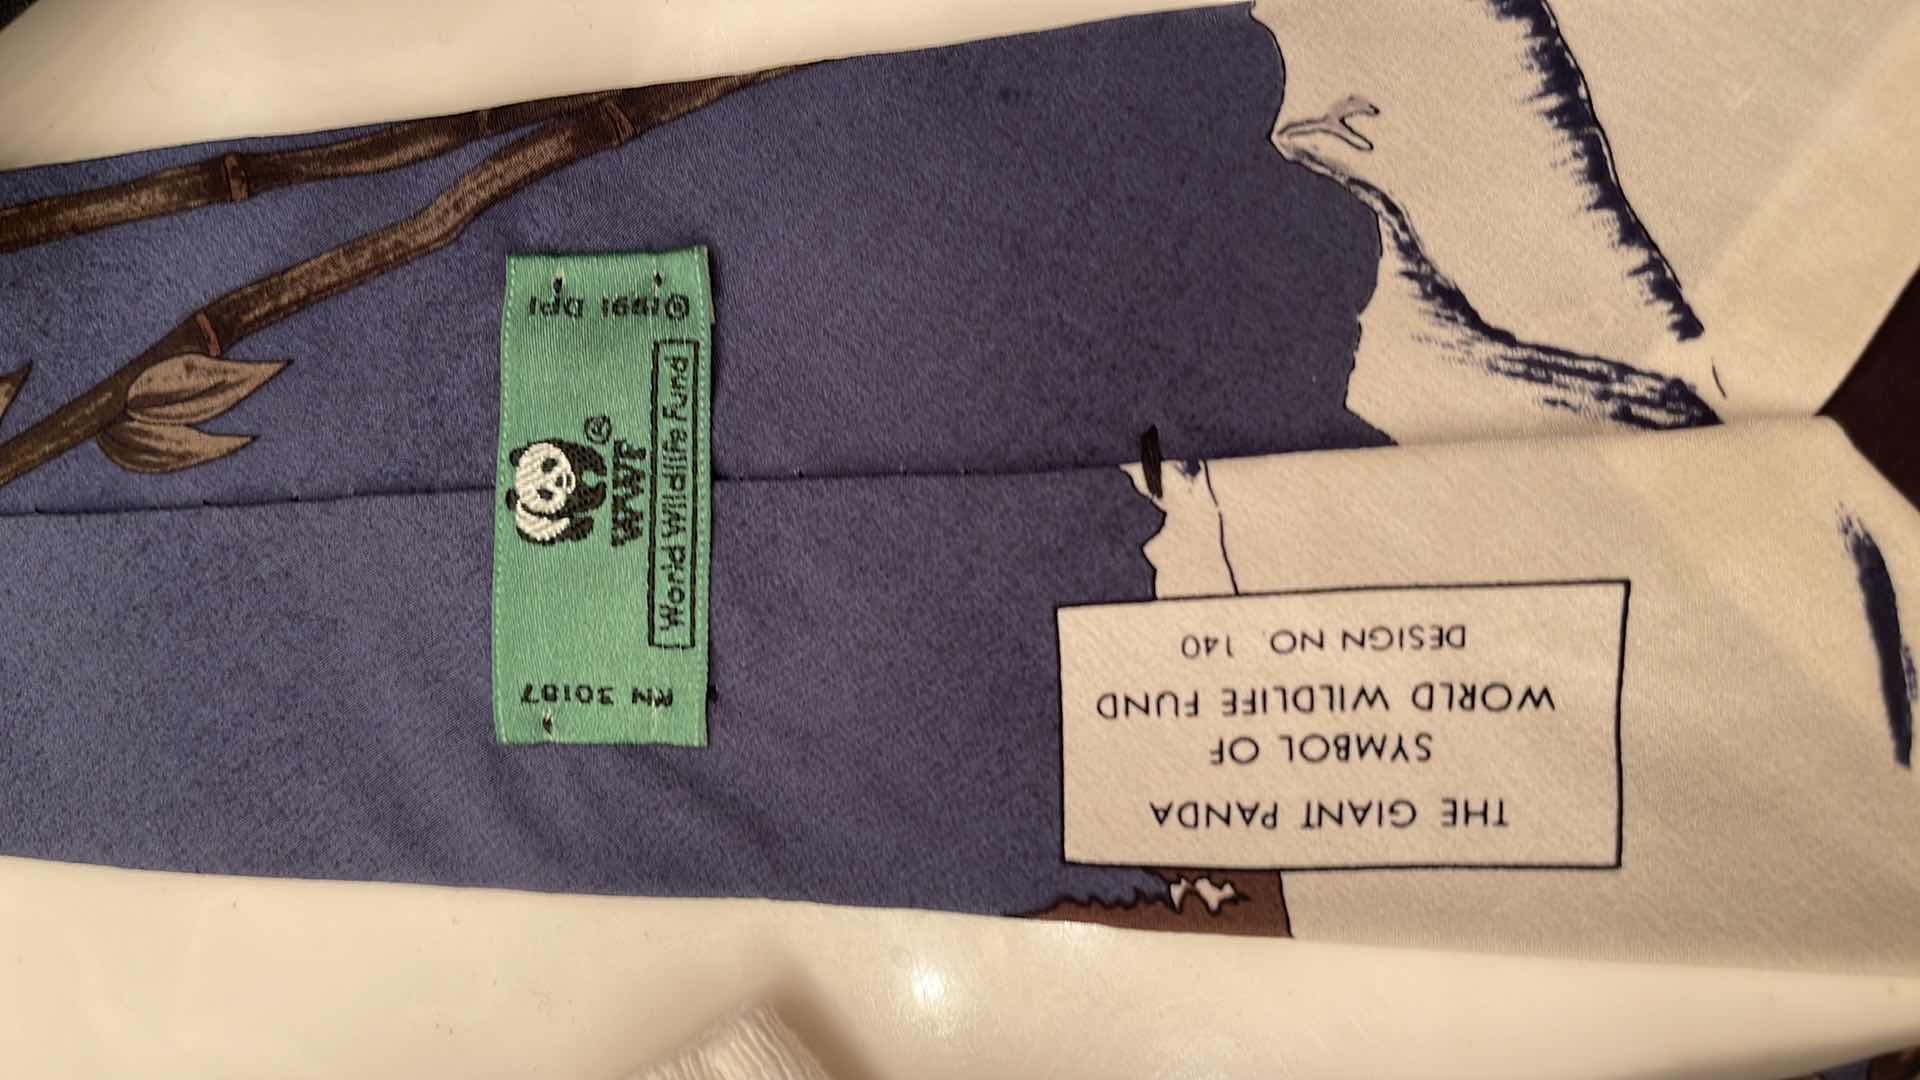 ©1991 DPI
®
WWF
World Wildlife Fund
RN 30187
THE GIANT PANDA
SYMBOL OF
WORLD WILDLIFE FUND
DESIGN NO. 140